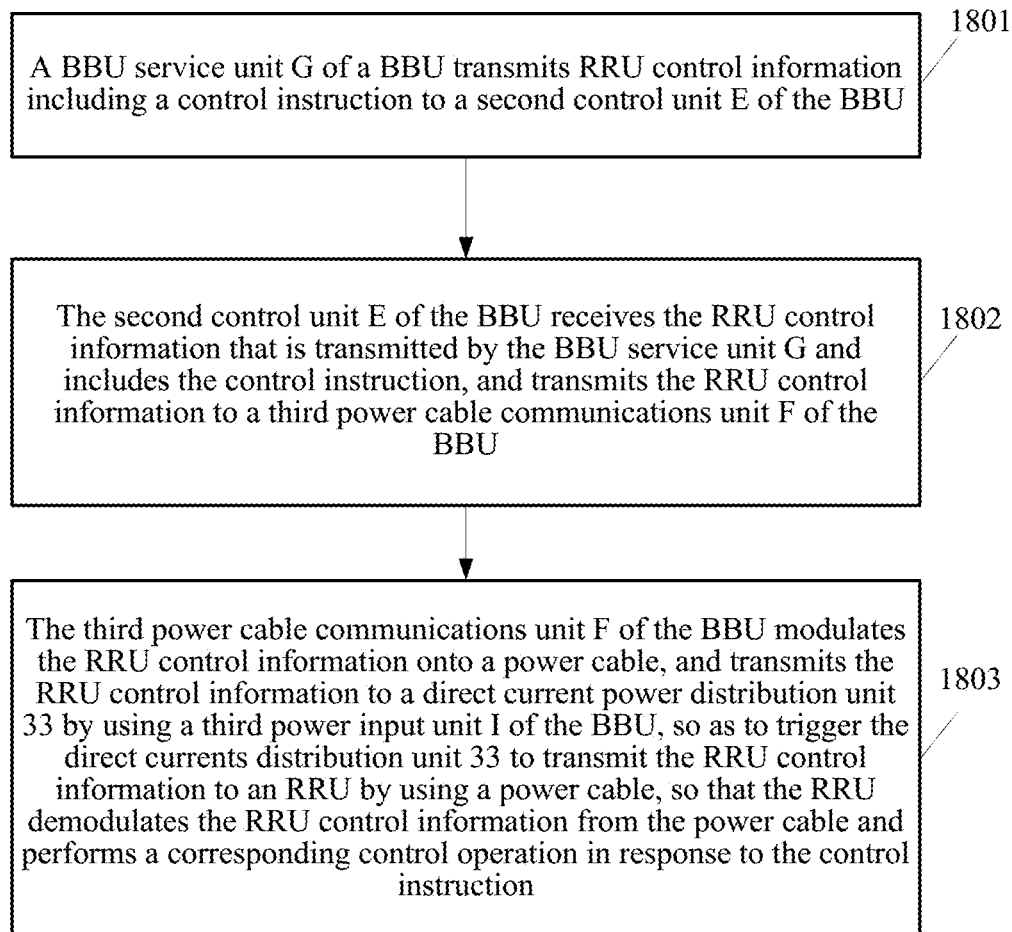 1801
A BBU service unit G of a BBU transmits RRU control information
including a control instruction to a second control unit E of the BBU
1802
The second control unit E of the BBU receives the RRU control
information that is transmitted by the BBU service unit G and
includes the control instruction, and transmits the RRU control
information to a third power cable communications unit F of the
BBU
1803
The third power cable communications unit F of the BBU modulates
the RRU control information onto a power cable, and transmits the
RRU control information to a direct current power distribution unit
33 by using a third power input unit I of the BBU, so as to trigger the
direct currents distribution unit 33 to transmit the RRU control
information to an RRU by using a power cable, so that the RRU
demodulates the RRU control information from the power cable and
performs a corresponding control operation in response to the control
instruction